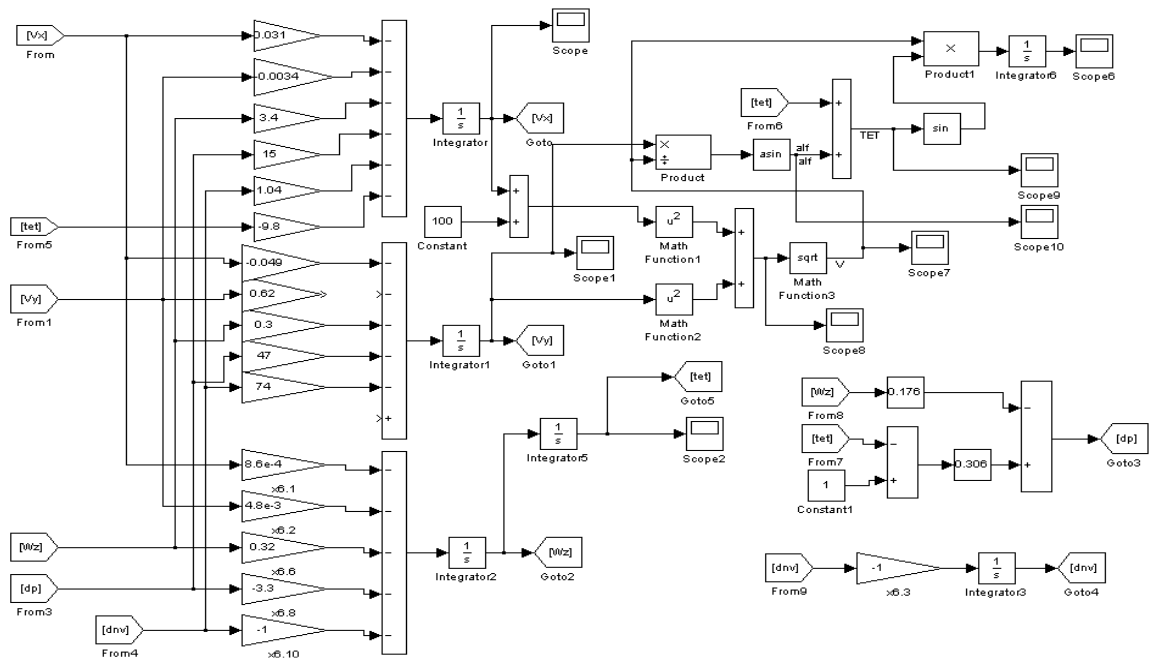 [Vx]
From
0.031
0.0034
3.4
15
1.04
-9.8
[tet]
From5
1
s
Integrator
Scope
[Vx]
Goto
100
Constant
×
÷
Product
asin
alf
alf
[tet]
From6
TET
×
Product1
1
s
Integrator6
Scope6
sin
Scope9
Scope10
u²
Math
Function1
u²
Math
Function2
sqrt
V
Math
Function3
Scope7
Scope8
[Vy]
From1
-0.049
0.62
0.3
47
74
1
s
Integrator1
Scope1
[Vy]
Goto1
[tet]
Goto5
1
s
Integrator5
Scope2
8.6e-4
x6.1
4.8e-3
x6.2
0.32
x6.6
-3.3
x6.8
-1
x6.10
[Wz]
[dp]
From3
[dnv]
From4
1
s
Integrator2
[Wz]
Goto2
[Wz]
From8
0.176
[tet]
From7
1
Constant1
0.306
[dp]
Goto3
[dnv]
From9
-1
x6.3
1
s
Integrator3
[dnv]
Goto4